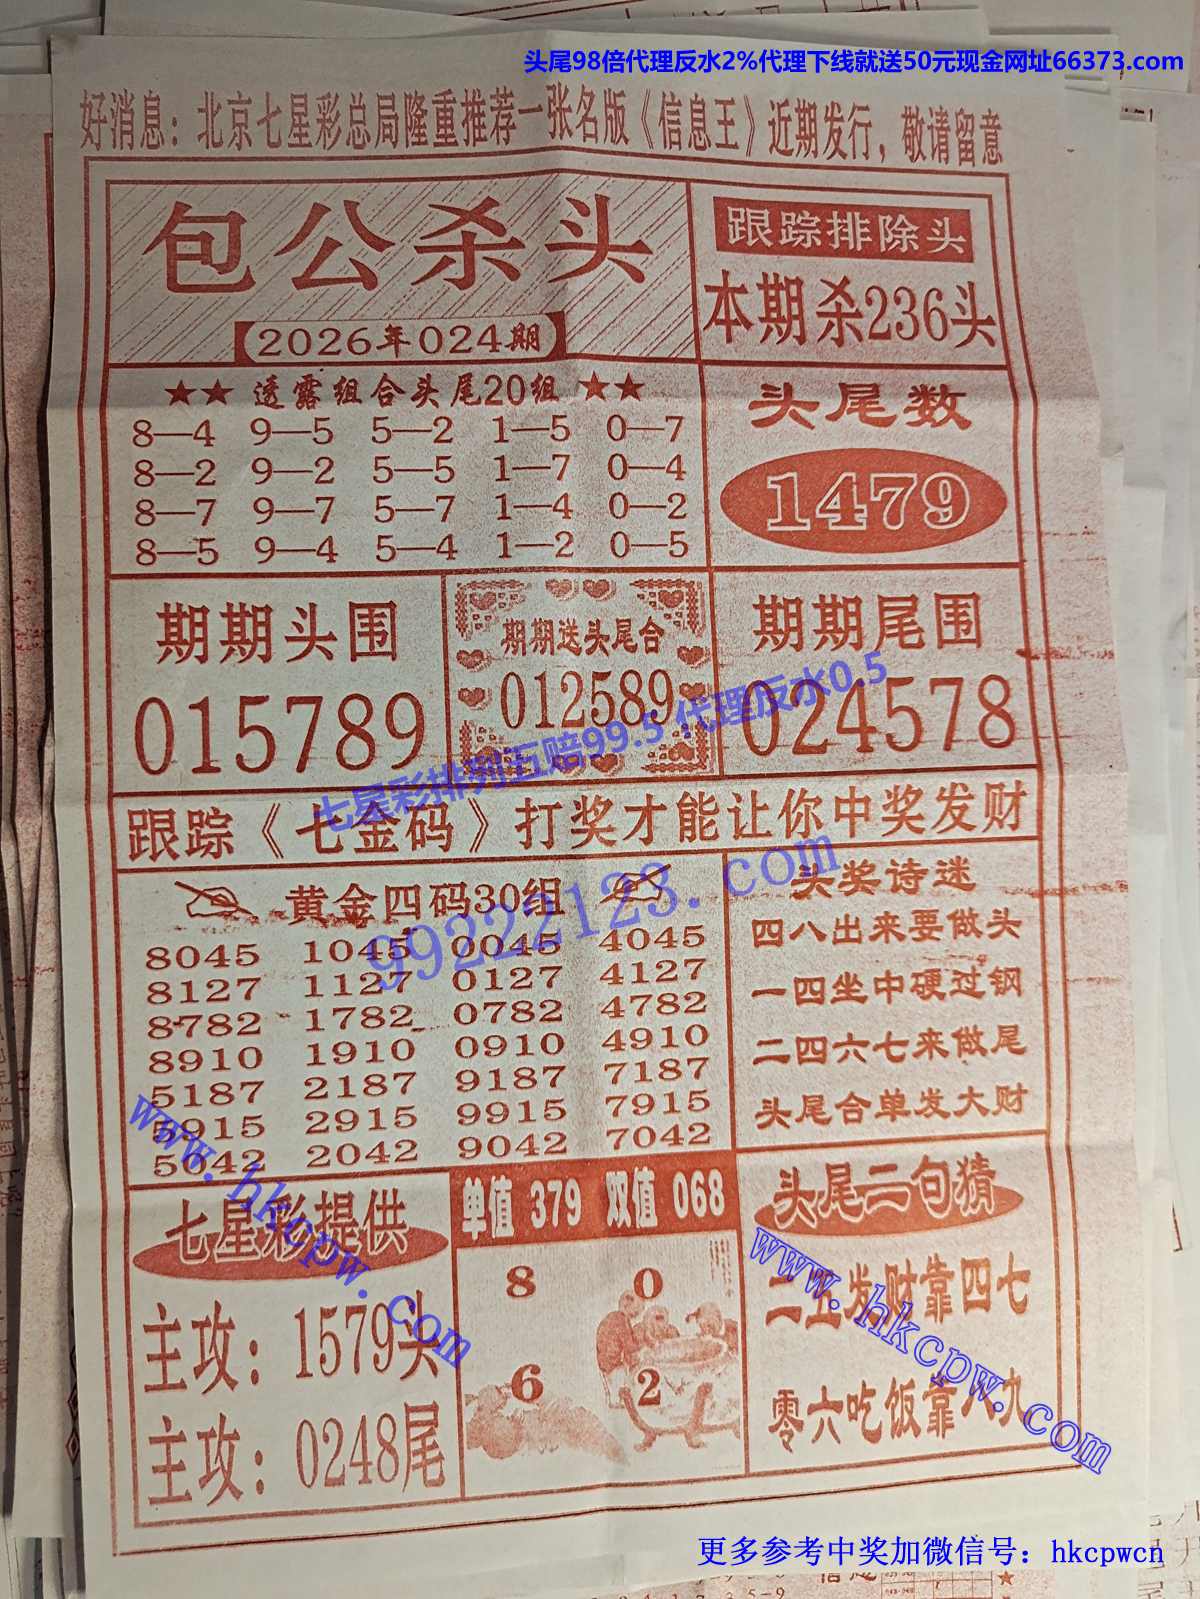 头尾98倍代理反水2%代理下线就送50元现金网址66373.com
好消息：北京七星彩总局隆重推荐一张名版《信息王》近期发行，敬请留意
包公杀头
2026年024期
跟踪排除头
本期杀236头
★★ 透露组合头尾20组 ★★
8—4 9—5 5—2 1—5 0—7
8—2 9—2 5—5 1—7 0—4
8—7 9—7 5—7 1—4 0—2
8—5 9—4 5—4 1—2 0—5
头尾数
1479
期期头围
015789
期期送头尾合
012589
期期尾围
024578
七星彩排列五赔99.5 代理反水0.5
跟踪《七金码》打奖才能让你中奖发财
99222123.com
黄金四码30组
8045 1045 0045 4045
8127 1127 0127 4127
8782 1782 0782 4782
8910 1910 0910 4910
5187 2187 9187 7187
5915 2915 9915 7915
5042 2042 9042 7042
头奖诗迷
四八出来要做头
一四坐中硬过钢
二四六七来做尾
头尾合单发大财
www.hkcpw.com
七星彩提供
主攻：1579头
主攻：0248尾
单值 379 双值 068
8 0
6 2
头尾二句猜
二五发财靠四七
零六吃饭靠八九
www.hkcpw.com
更多参考中奖加微信号：hkcpwcn